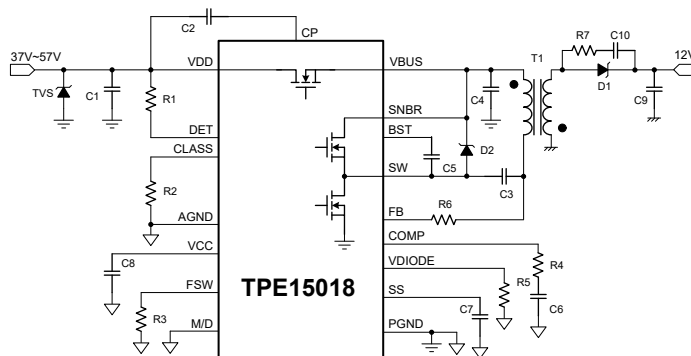 C2
CP
37V~57V
VDD
VBUS
R7
C10
T1
12V
TVS
C1
R1
C4
D1
C9
SNBR
DET
BST
CLASS
C5
D2
SW
C3
R2
R6
AGND
FB
VCC
COMP
C8
VDIODE
R4
FSW
TPE15018
R5
R3
SS
C7
C6
M/D
PGND